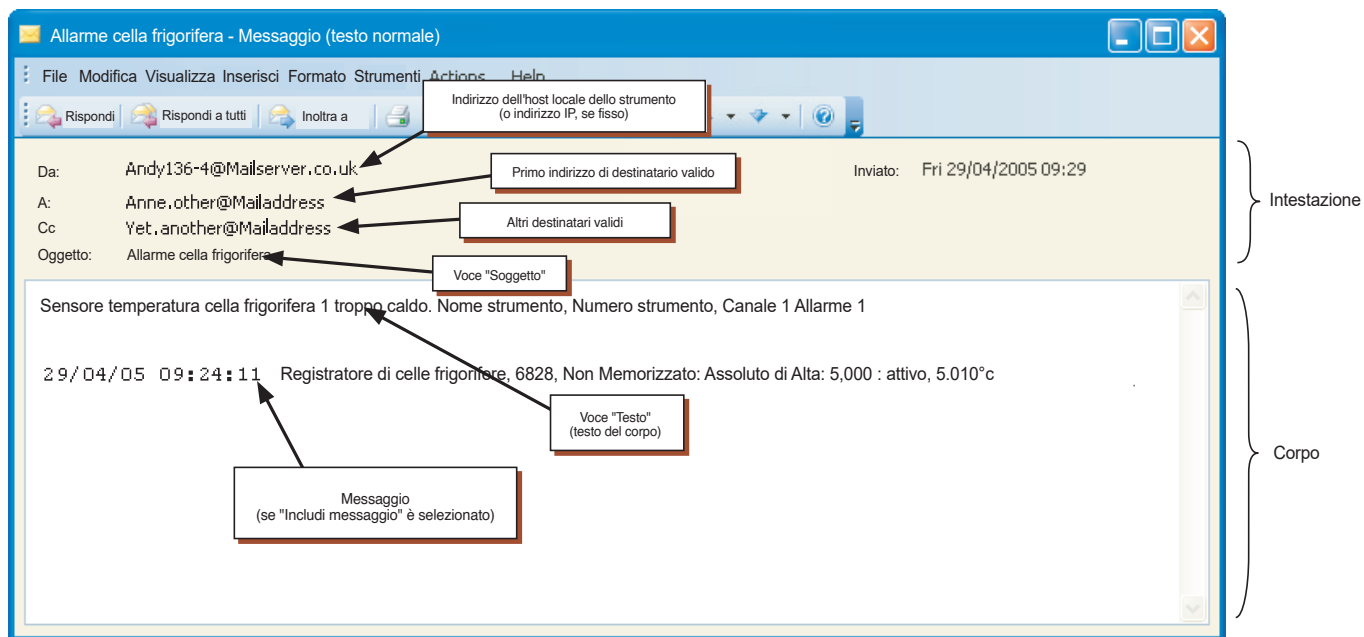 Allarme cella frigorifera - Messaggio (testo normale)
File Modifica Visualizza Inserisci Formato Strumenti Actions Help
Rispondi Rispondi a tutti Inoltra a
Indirizzo dell'host locale dello strumento
(o indirizzo IP, se fisso)
Da: Andy136-4@Mailserver.co.uk
Inviato: Fri 29/04/2005 09:29
Primo indirizzo di destinatario valido
A: Anne.other@Mailaddress
Intestazione
Cc Yet.another@Mailaddress
Altri destinatari validi
Oggetto: Allarme cella frigorifera
Voce "Soggetto"
Sensore temperatura cella frigorifera 1 troppo caldo. Nome strumento, Numero strumento, Canale 1 Allarme 1
29/04/05 09:24:11 Registratore di celle frigorifere, 6828, Non Memorizzato: Assoluto di Alta: 5,000 : attivo, 5.010°c
Voce "Testo"
(testo del corpo)
Corpo
Messaggio
(se "Includi messaggio" è selezionato)